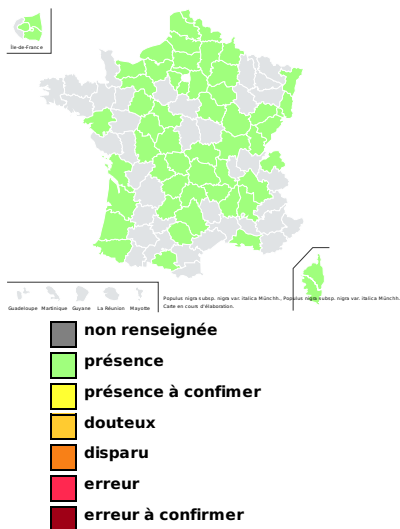 Île-de-France
Guadeloupe Martinique Guyane La Réunion Mayotte
Populus nigra subsp. nigra var. italica Münchh., Populus nigra subsp. nigra var. italica Münchh.
Carte en cours d'élaboration.
non renseignée
présence
présence à confimer
douteux
disparu
erreur
erreur à confirmer